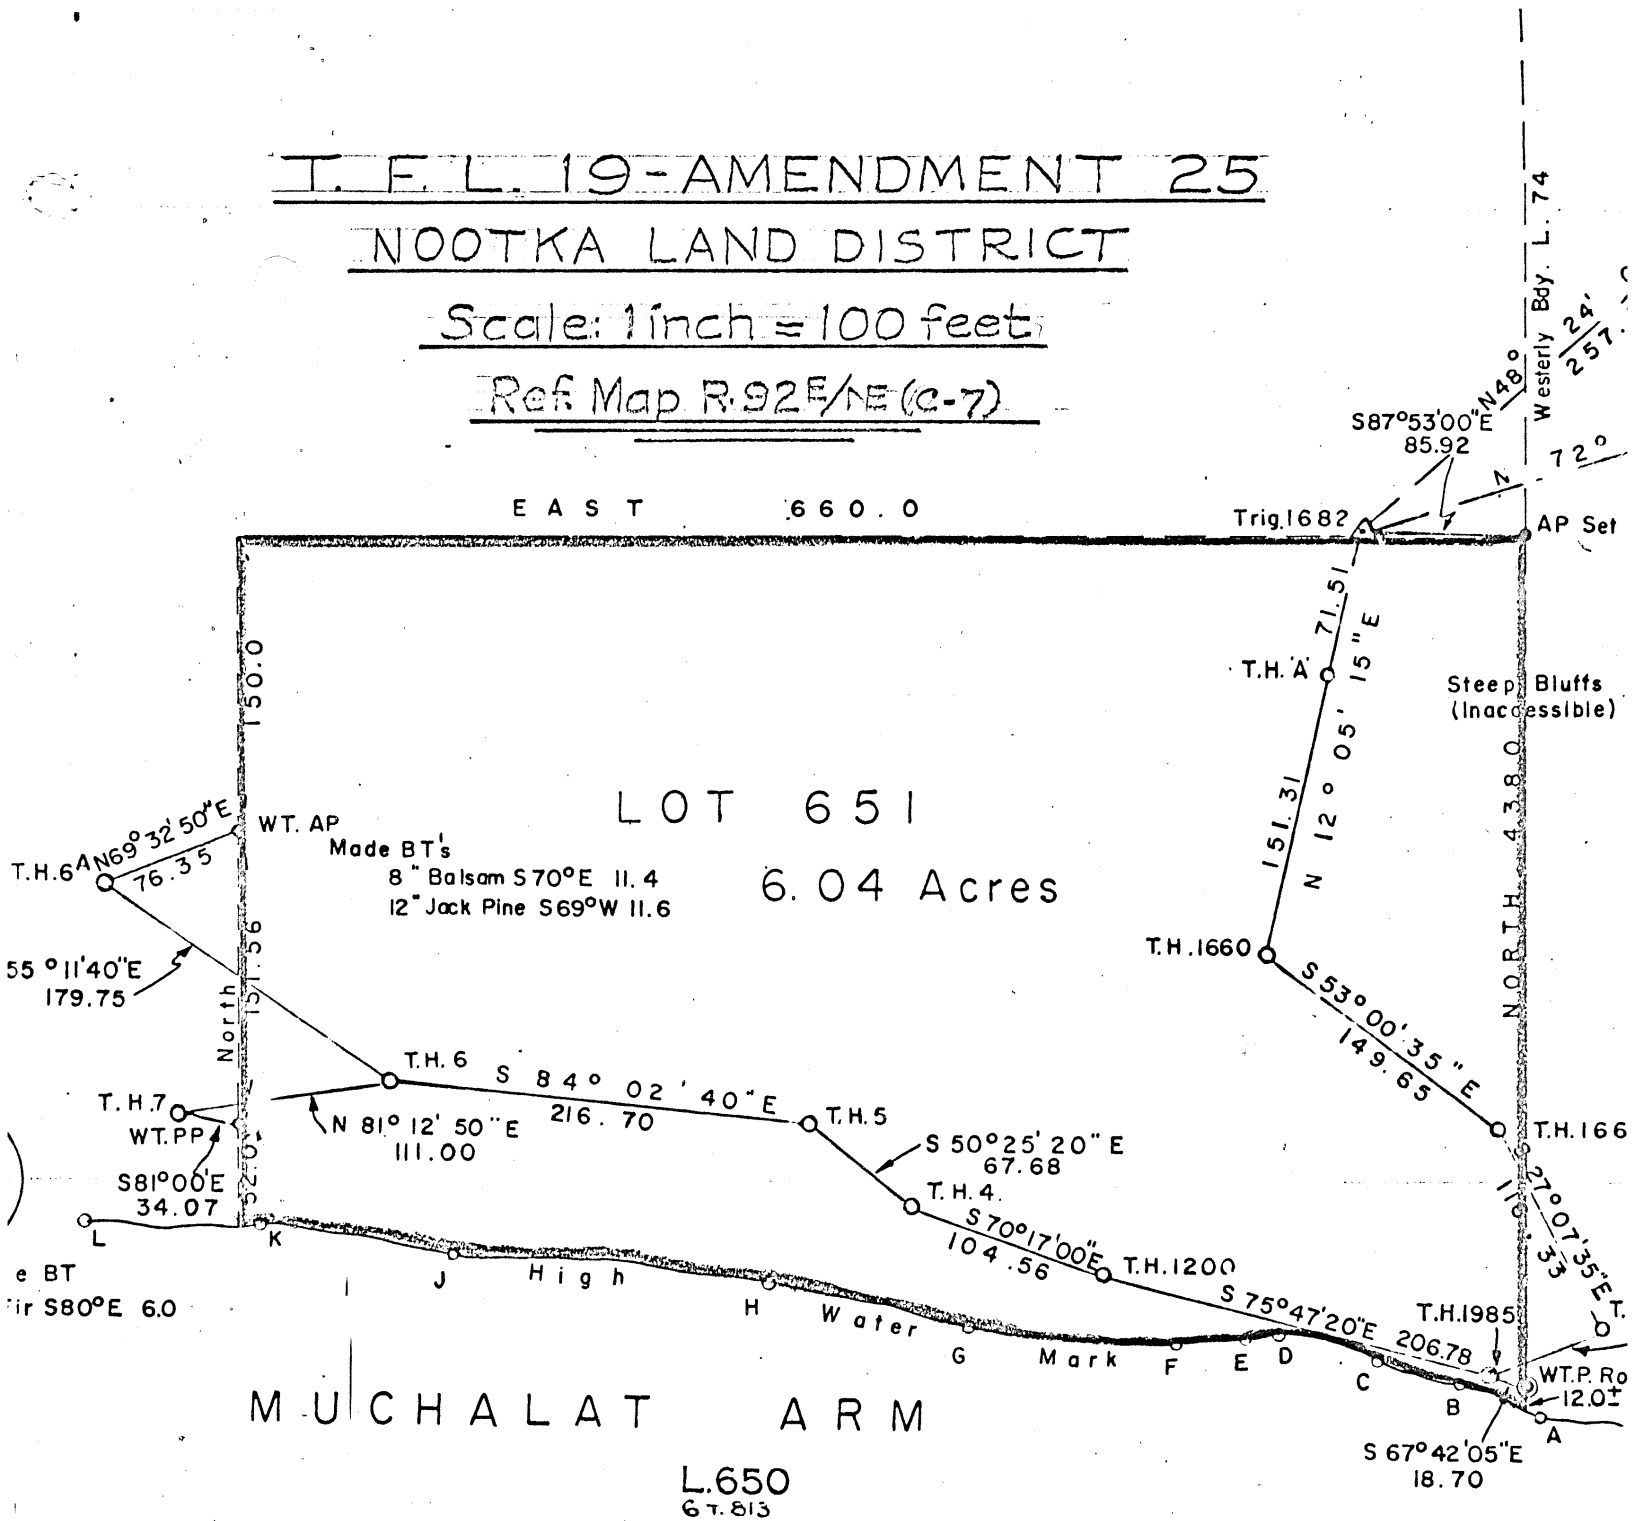 T. F. L. 19-AMENDMENT 25
NOOTKA LAND DISTRICT
Scale: 1 inch = 100 feet
Ref. Map R.92E/NE (C-7)
Westerly Bdy. L. 74
N48° 24'
257.
S87°53'00"E
85.92
N 72°
EAST 660.0
Trig.1682
AP Set
71.51
T.H.'A'
N 12° 05' 15"E
151.31
Steep Bluffs
(Inaccessible)
NORTH 438.0
150.0
LOT 651
6.04 Acres
WT. AP
Made BT's
8" Balsam S70°E 11.4
12" Jack Pine S69°W 11.6
N69°32'50"E
76.35
T.H.6A
55°11'40"E
179.75
North 151.56
T.H.1660
S 53°00'35"E
149.65
T.H. 6
S 84° 02' 40"E
216.70
T.H.5
T.H.7
WT.PP
N 81° 12' 50"E
111.00
S 50°25'20"E
67.68
T.H.166
S81°00'E
34.07
52.0
T.H.4.
S 70°17'00"E
104.56
T.H.1200
27°07'35"E
11.33
S 75°47'20"E
206.78
T.H.1985
T.
L
K
J
High
H
Water
G
Mark
F
E
D
C
B
A
WT.P. Ro
12.0±
e BT
ir S80°E 6.0
MUCHALAT ARM
S 67°42'05"E
18.70
L.650
6T.813